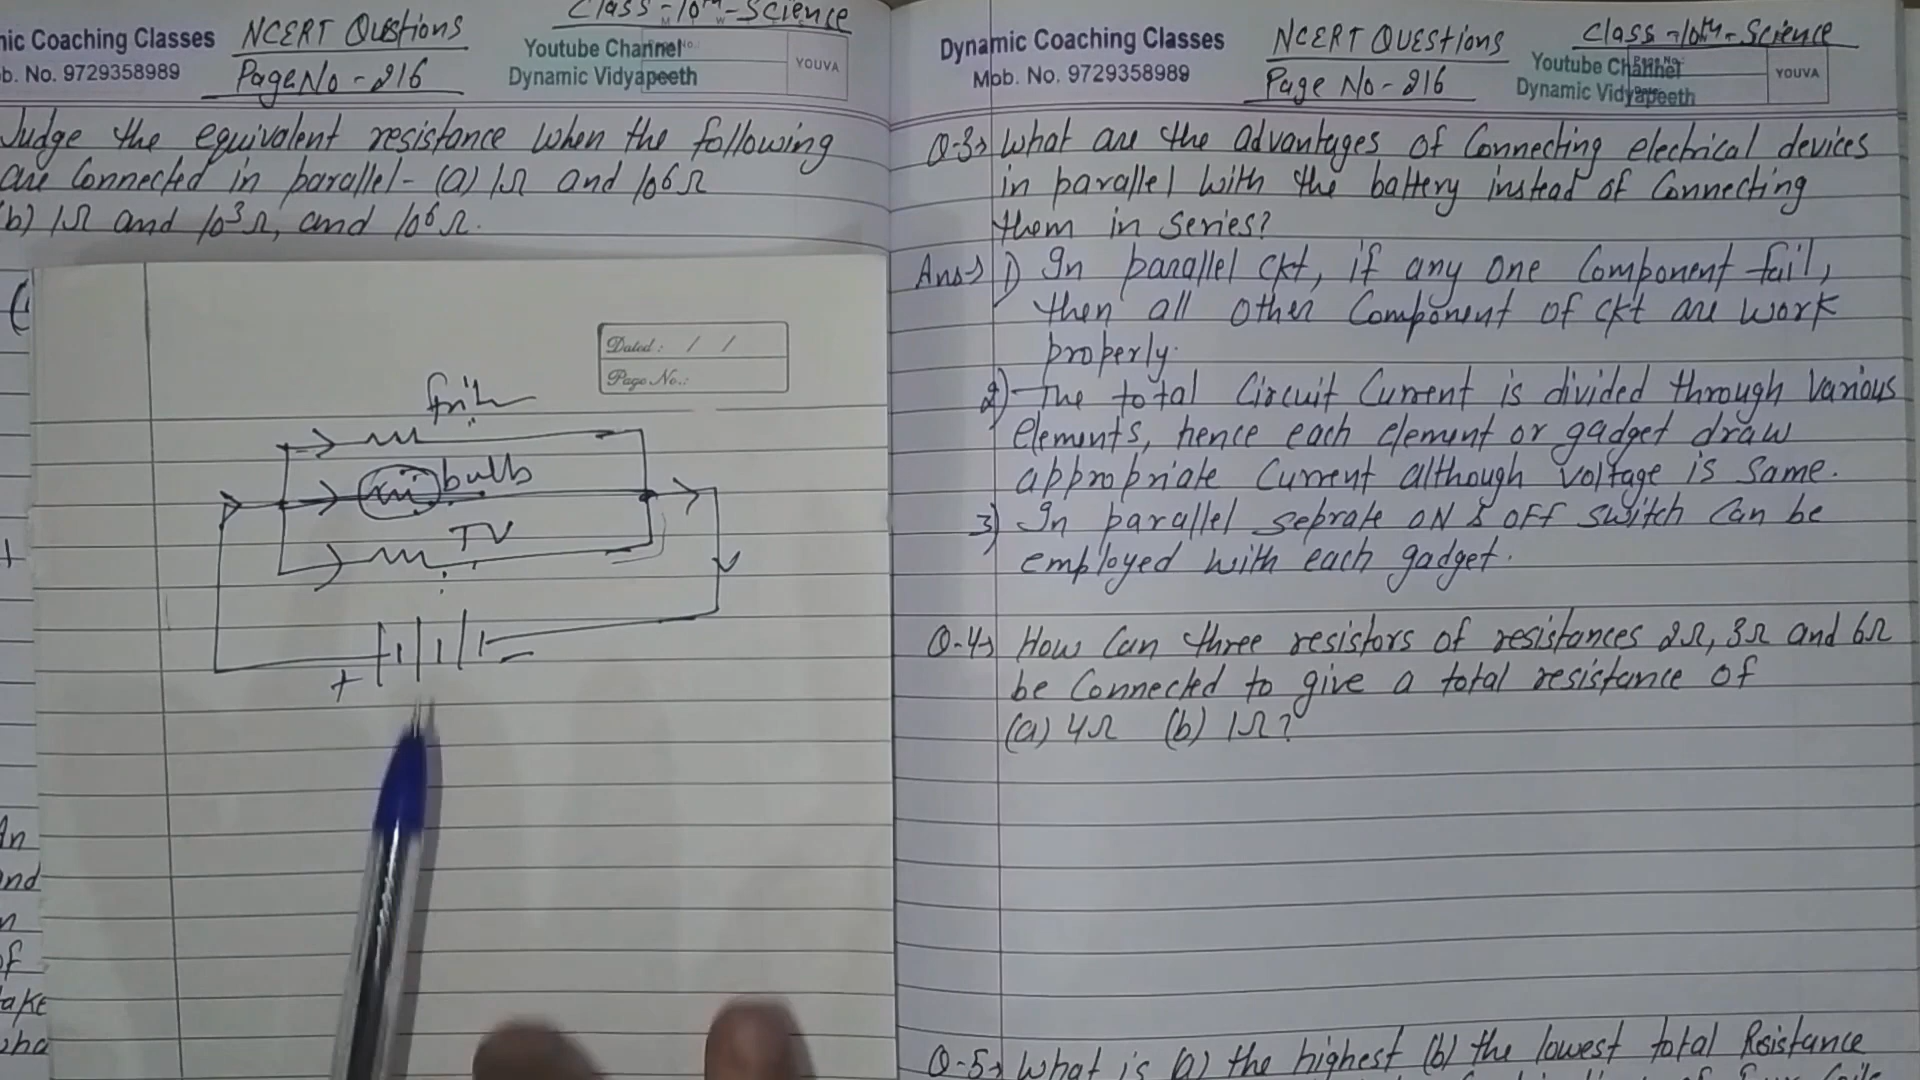 nic Coaching Classes
b. No. 9729358989
NCERT Questions
Page No - 216
Class - 10th - Science
Youtube Channel
Dynamic Vidyapeeth
YOUVA
Judge the equivalent resistance when the following
are Connected in parallel - (a) 1Ω and 106Ω
(b) 1Ω and 10³Ω, and 10⁶Ω.
Dated: / /
Page No.:
bulb
TV
+
In
nd
n
of
ake
Dynamic Coaching Classes
Mob. No. 9729358989
NCERT QUESTIONS
Page No - 216
Class - 10th - Science
Youtube Channel
Dynamic Vidyapeeth
YOUVA
Q-3→ What are the advantages of Connecting electrical devices
in parallel with the battery instead of Connecting
them in Series?
Ans→ 1) In parallel ckt, if any one Component fail,
then all other Component of ckt are work
properly.
2) The total Circuit Current is divided through Various
elements, hence each element or gadget draw
appropriate Current although voltage is same.
3) In parallel seprate ON & OFF switch Can be
employed with each gadget.
Q-4→ How Can three resistors of resistances 2Ω, 3Ω and 6Ω
be Connected to give a total resistance of
(a) 4Ω (b) 1Ω?
Q-5→ What is (a) the highest (b) the lowest total Resistance